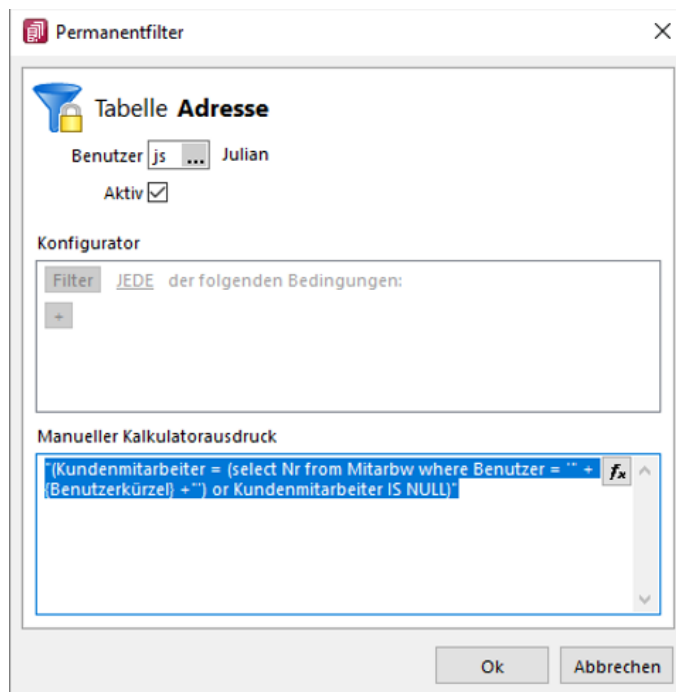 Permanentfilter
Tabelle Adresse
Benutzer js ... Julian
Aktiv
Konfigurator
Filter JEDE der folgenden Bedingungen:
+
Manueller Kalkulatorausdruck
"(Kundenmitarbeiter = (select Nr from Mitarbw where Benutzer = '" +
{Benutzerkürzel} +"') or Kundenmitarbeiter IS NULL)"
fx
Ok Abbrechen